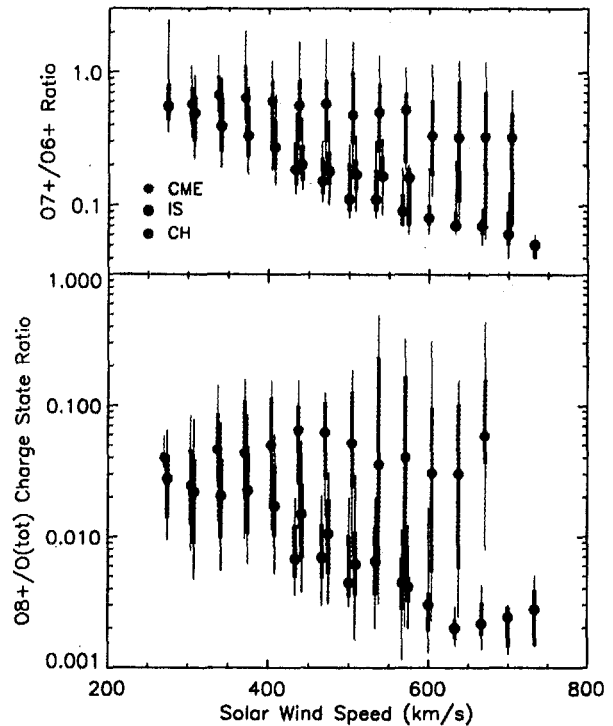 O7+/O6+ Ratio
1.0
0.1
CME
IS
CH
O8+/O(tot) Charge State Ratio
1.000
0.100
0.010
0.001
200
400
600
800
Solar Wind Speed (km/s)